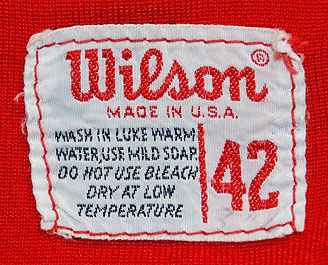 Wilson®
MADE IN U.S.A.
WASH IN LUKE WARM
WATER, USE MILD SOAP.
DO NOT USE BLEACH
DRY AT LOW
TEMPERATURE
42